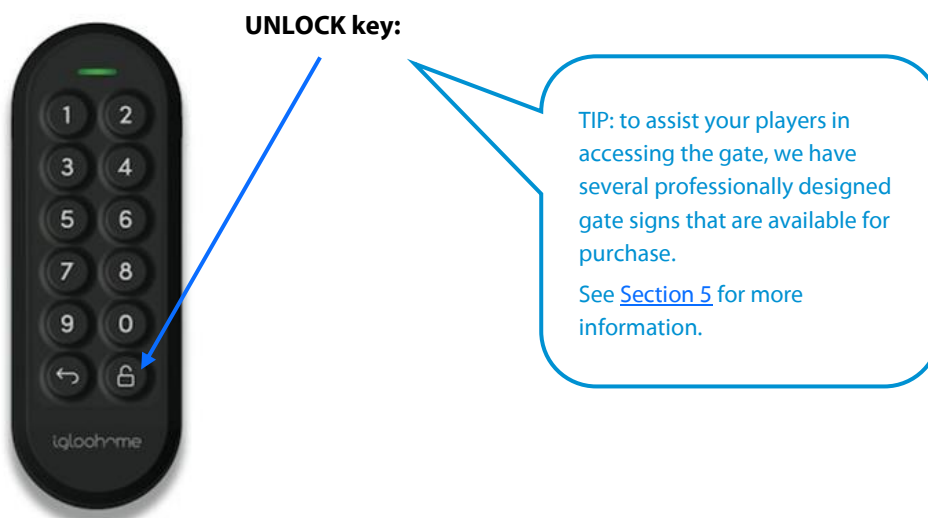 UNLOCK key:
TIP: to assist your players in
accessing the gate, we have
several professionally designed
gate signs that are available for
purchase.
See Section 5 for more
information.
1 2
3 4
5 6
7 8
9 0
igloohome